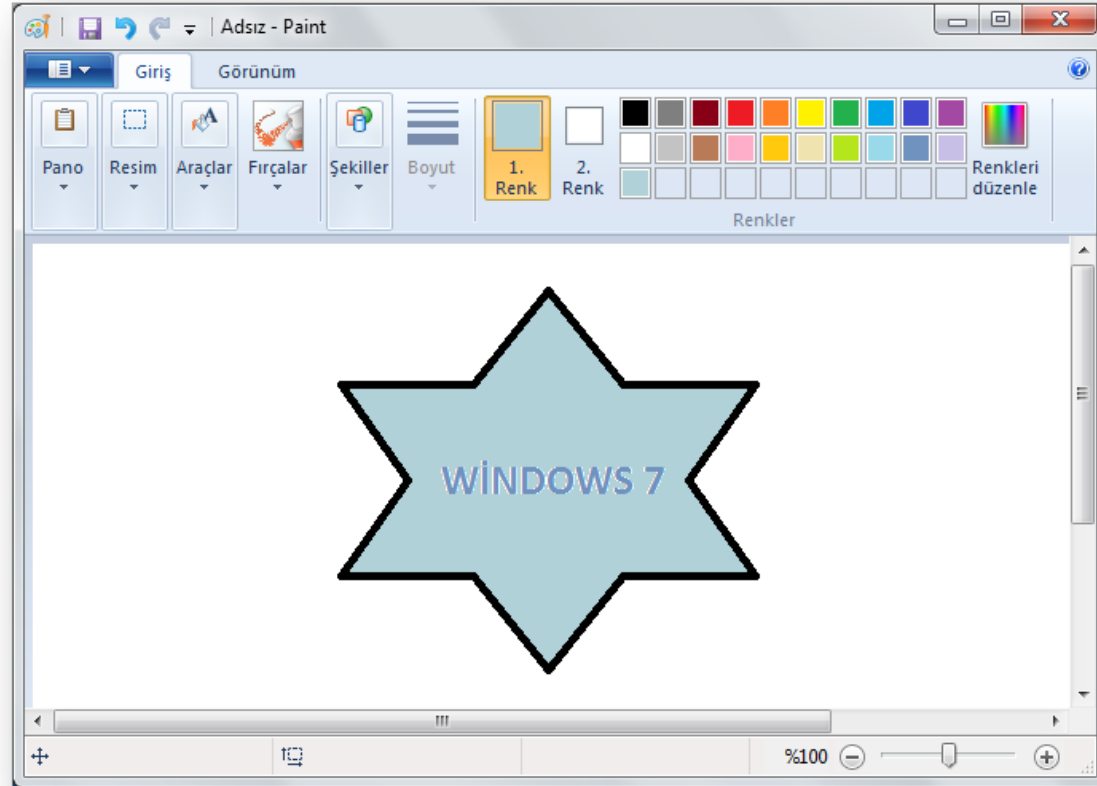 Adsız - Paint
Giriş Görünüm
Pano Resim Araçlar Fırçalar Şekiller Boyut 1. Renk 2. Renk Renkleri düzenle
Renkler
WİNDOWS 7
%100